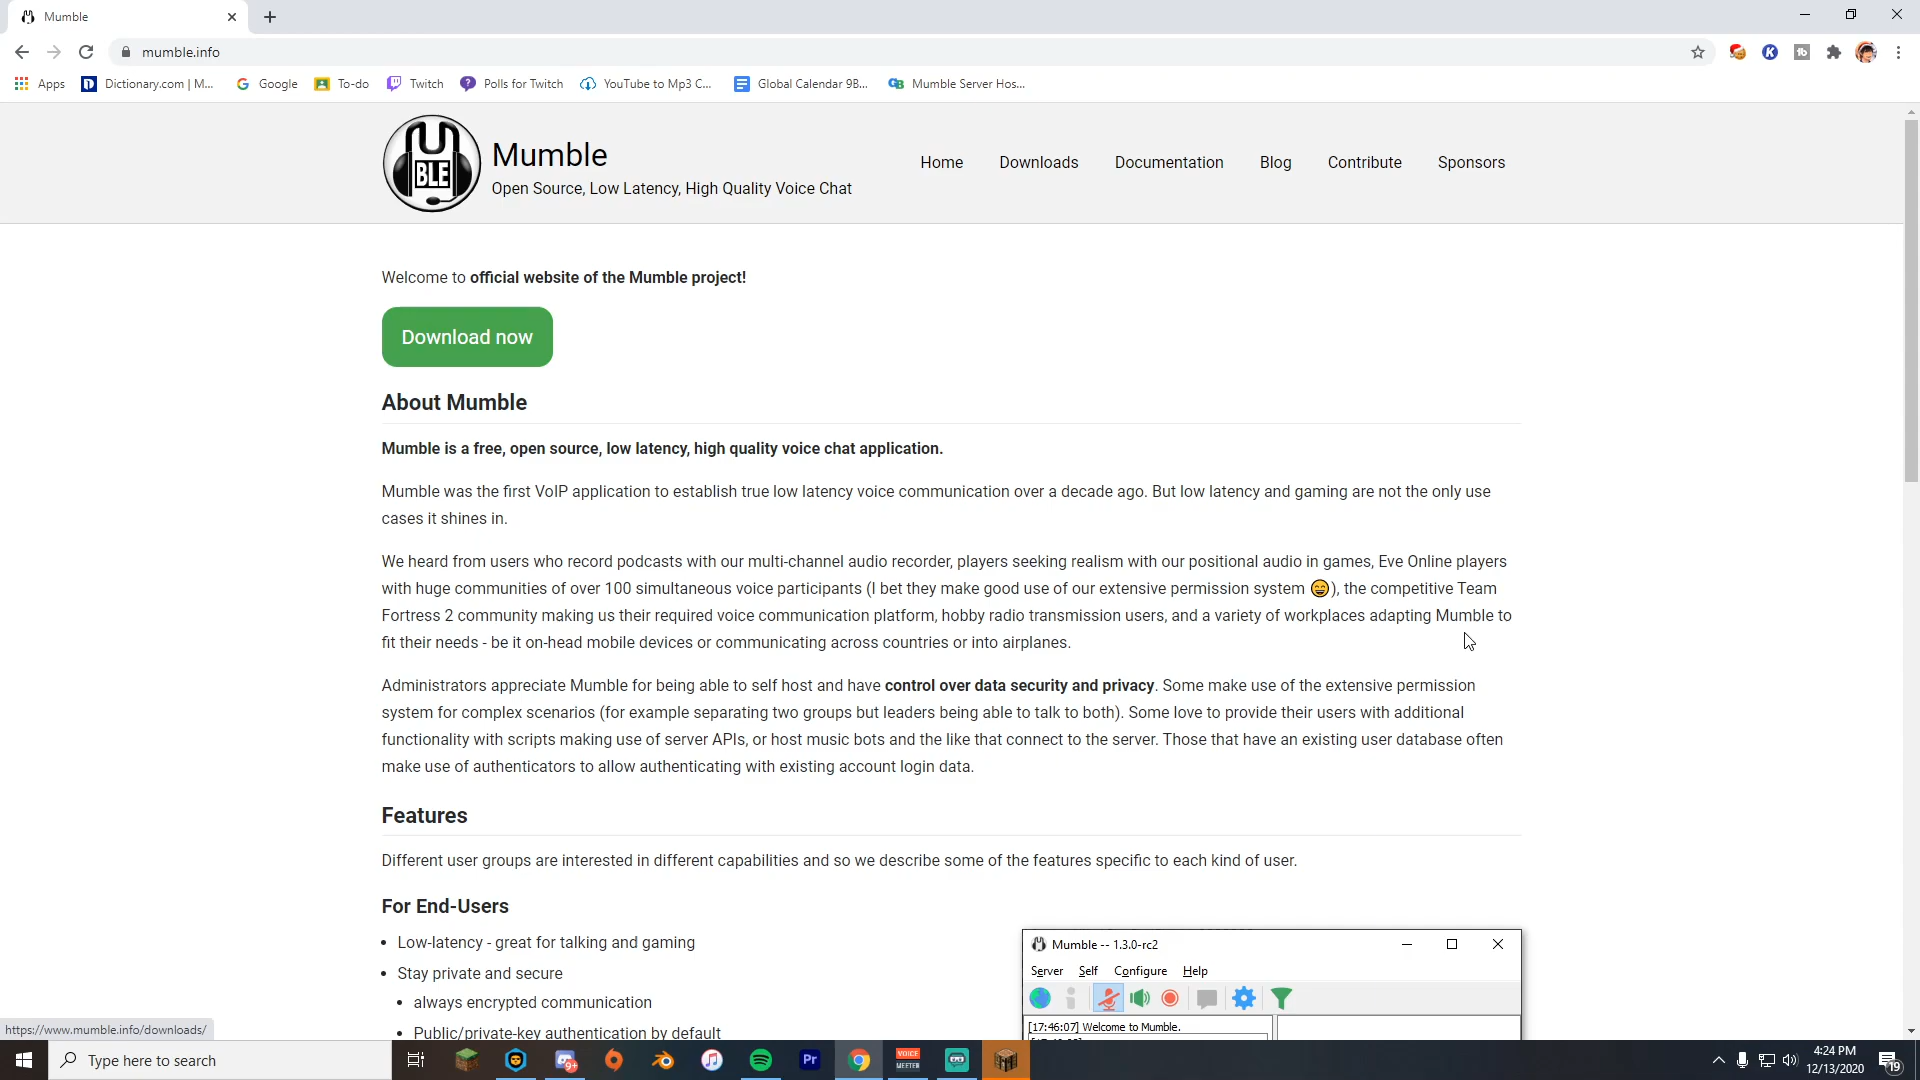 Mumble
mumble.info
Apps
Dictionary.com | M...
Google
To-do
Twitch
Polls for Twitch
YouTube to Mp3 C...
Global Calendar 9B...
Mumble Server Hos...
BLE
Mumble
Open Source, Low Latency, High Quality Voice Chat
Home
Downloads
Documentation
Blog
Contribute
Sponsors
Welcome to official website of the Mumble project!
Download now
About Mumble
Mumble is a free, open source, low latency, high quality voice chat application.
Mumble was the first VoIP application to establish true low latency voice communication over a decade ago. But low latency and gaming are not the only use
cases it shines in.
We heard from users who record podcasts with our multi-channel audio recorder, players seeking realism with our positional audio in games, Eve Online players
with huge communities of over 100 simultaneous voice participants (I bet they make good use of our extensive permission system 😄), the competitive Team
Fortress 2 community making us their required voice communication platform, hobby radio transmission users, and a variety of workplaces adapting Mumble to
fit their needs - be it on-head mobile devices or communicating across countries or into airplanes.
Administrators appreciate Mumble for being able to self host and have control over data security and privacy. Some make use of the extensive permission
system for complex scenarios (for example separating two groups but leaders being able to talk to both). Some love to provide their users with additional
functionality with scripts making use of server APIs, or host music bots and the like that connect to the server. Those that have an existing user database often
make use of authenticators to allow authenticating with existing account login data.
Features
Different user groups are interested in different capabilities and so we describe some of the features specific to each kind of user.
For End-Users
• Low-latency - great for talking and gaming
• Stay private and secure
• always encrypted communication
• Public/private-key authentication by default
Mumble -- 1.3.0-rc2
Server Self Configure Help
[17:46:07] Welcome to Mumble.
https://www.mumble.info/downloads/
Type here to search
Pr
VOICE
MEETER
4:24 PM
12/13/2020
19